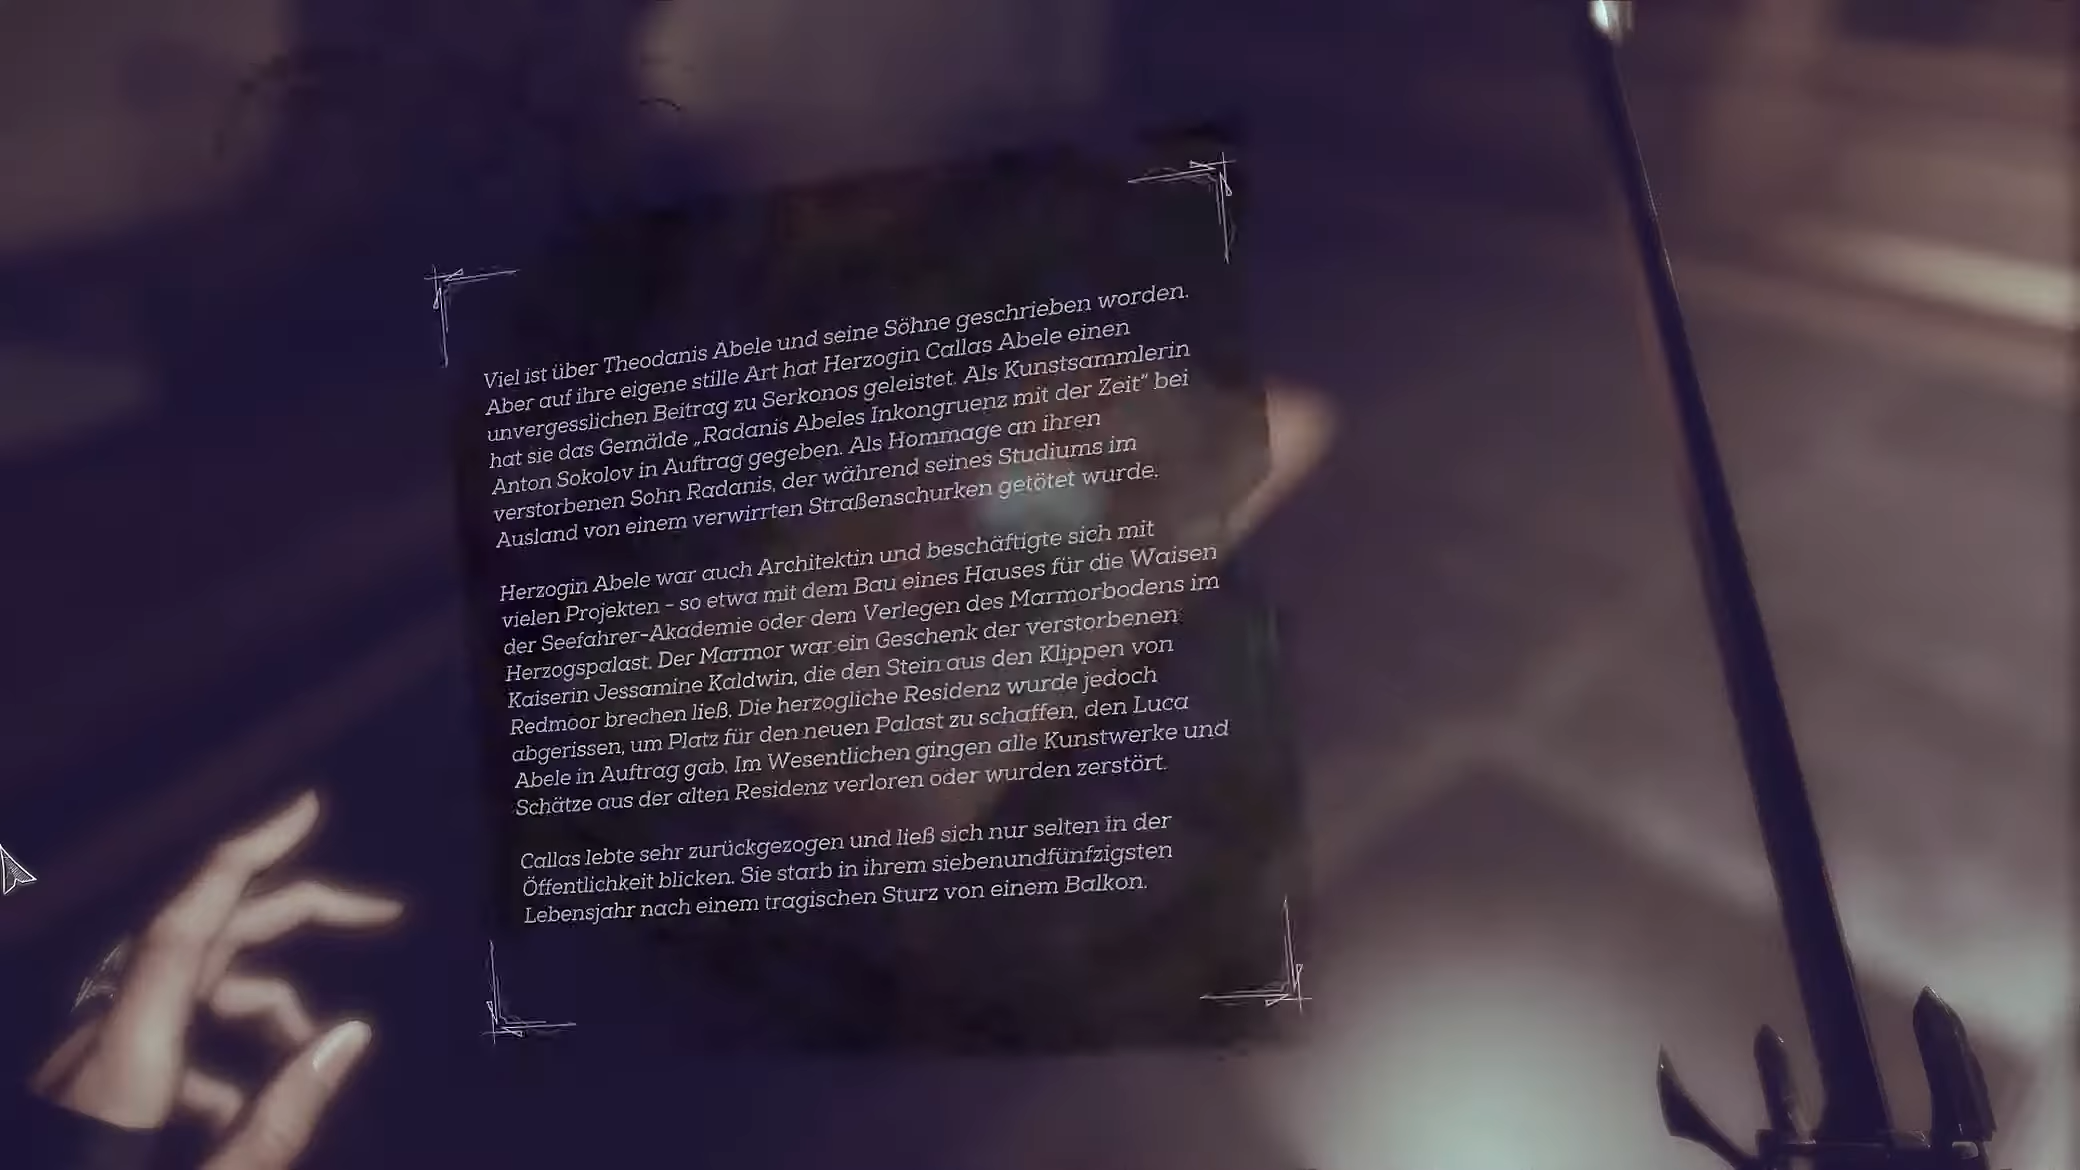 Viel ist über Theodanis Abele und seine Söhne geschrieben worden.
Aber auf ihre eigene stille Art hat Herzogin Callas Abele einen
unvergesslichen Beitrag zu Serkonos geleistet. Als Kunstsammlerin
hat sie das Gemälde „Radanis Abeles Inkongruenz mit der Zeit“ bei
Anton Sokolov in Auftrag gegeben. Als Hommage an ihren
verstorbenen Sohn Radanis, der während seines Studiums im
Ausland von einem verwirrten Straßenschurken getötet wurde.
Herzogin Abele war auch Architektin und beschäftigte sich mit
vielen Projekten - so etwa mit dem Bau eines Hauses für die Waisen
der Seefahrer-Akademie oder dem Verlegen des Marmorbodens im
Herzogspalast. Der Marmor war ein Geschenk der verstorbenen
Kaiserin Jessamine Kaldwin, die den Stein aus den Klippen von
Redmoor brechen ließ. Die herzogliche Residenz wurde jedoch
abgerissen, um Platz für den neuen Palast zu schaffen, den Luca
Abele in Auftrag gab. Im Wesentlichen gingen alle Kunstwerke und
Schätze aus der alten Residenz verloren oder wurden zerstört.
Callas lebte sehr zurückgezogen und ließ sich nur selten in der
Öffentlichkeit blicken. Sie starb in ihrem siebenundfünfzigsten
Lebensjahr nach einem tragischen Sturz von einem Balkon.